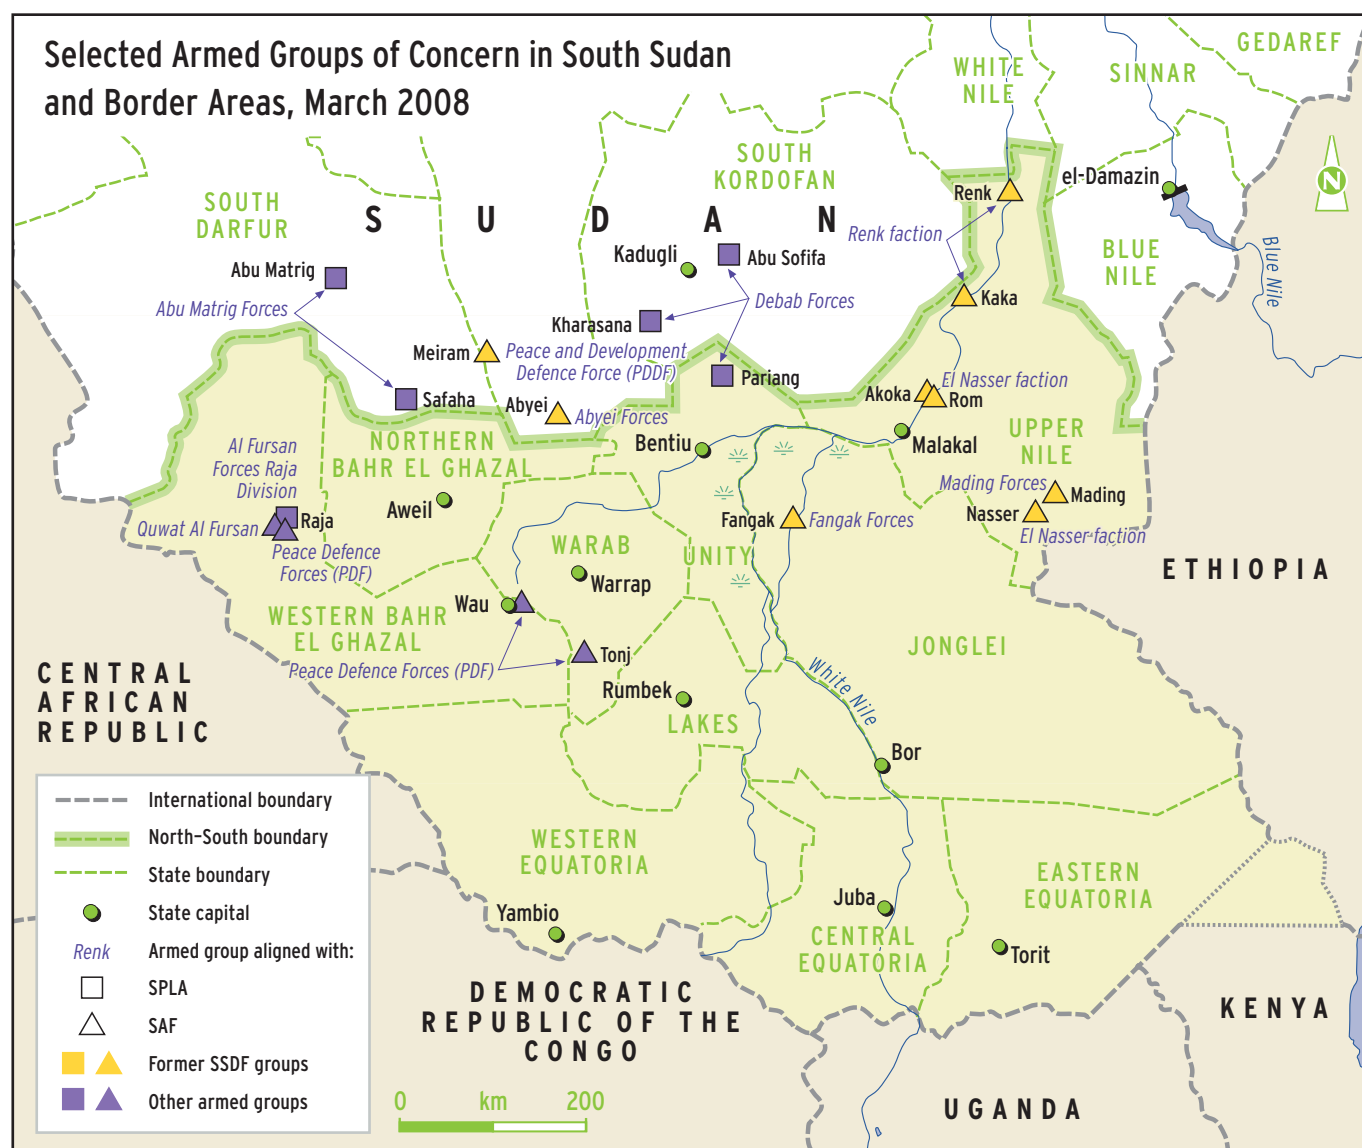 Selected Armed Groups of Concern in South Sudan
and Border Areas, March 2008
WHITE
NILE
SINNAR
GEDAREF
SOUTH
DARFUR
SOUTH
KORDOFAN
BLUE
NILE
SUDAN
N
el-Damazin
Blue Nile
Renk
Renk faction
Kaka
Abu Matrig
Abu Matrig Forces
Safaha
Kadugli
Abu Sofifa
Kharasana
Debab Forces
Pariang
Meiram
Peace and Development
Defence Force (PDDF)
Abyei
Abyei Forces
Akoka
El Nasser faction
Rom
Malakal
Bentiu
UPPER
NILE
Mading Forces
Mading
Nasser
El Nasser faction
NORTHERN
BAHR EL GHAZAL
Al Fursan
Forces Raja
Division
Quwat Al Fursan
Raja
Peace Defence
Forces (PDF)
Aweil
Fangak
Fangak Forces
WARAB
Warrap
UNITY
Wau
WESTERN BAHR
EL GHAZAL
Peace Defence Forces (PDF)
Tonj
Rumbek
LAKES
JONGLEI
White Nile
Bor
ETHIOPIA
CENTRAL
AFRICAN
REPUBLIC
WESTERN
EQUATORIA
Yambio
Juba
CENTRAL
EQUATORIA
EASTERN
EQUATORIA
Torit
DEMOCRATIC
REPUBLIC OF THE
CONGO
UGANDA
KENYA
International boundary
North–South boundary
State boundary
State capital
Renk Armed group aligned with:
SPLA
SAF
Former SSDF groups
Other armed groups
0 km 200